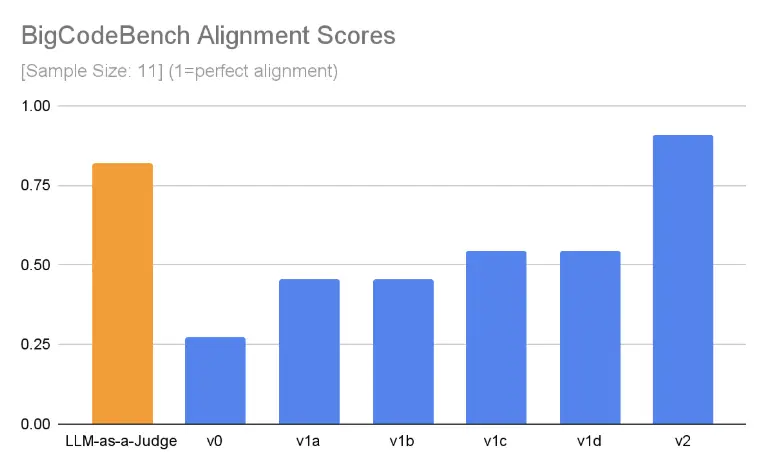 BigCodeBench Alignment Scores
[Sample Size: 11] (1=perfect alignment)
1.00
0.75
0.50
0.25
0.00
LLM-as-a-Judge v0 v1a v1b v1c v1d v2